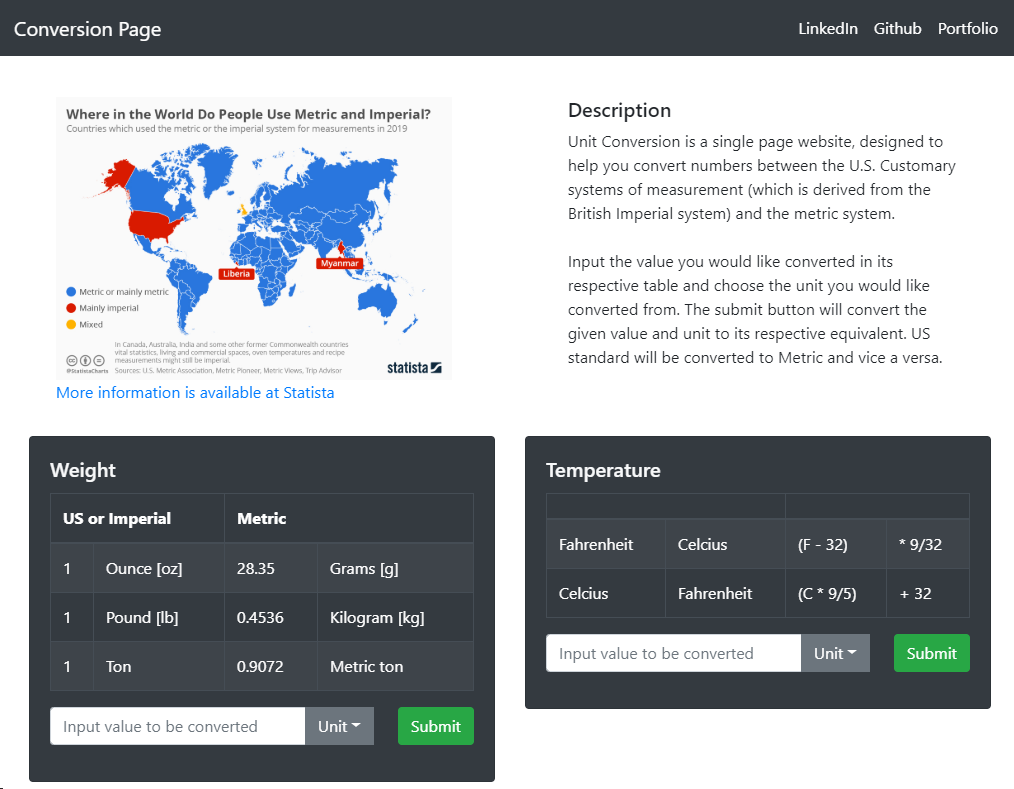 Conversion Page
LinkedIn Github Portfolio
Where in the World Do People Use Metric and Imperial?
Countries which used the metric or the imperial system for measurements in 2019
Liberia
Myanmar
Metric or mainly metric
Mainly imperial
Mixed
In Canada, Australia, India and some other former Commonwealth countries
vital statistics, living and commercial spaces, oven temperatures and recipe
measurements might still be imperial.
@StatistaCharts Sources: U.S. Metric Association, Metric Pioneer, Metric Views, Trip Advisor
statista
More information is available at Statista
Description
Unit Conversion is a single page website, designed to
help you convert numbers between the U.S. Customary
systems of measurement (which is derived from the
British Imperial system) and the metric system.
Input the value you would like converted in its
respective table and choose the unit you would like
converted from. The submit button will convert the
given value and unit to its respective equivalent. US
standard will be converted to Metric and vice a versa.
Weight
US or Imperial Metric
1 Ounce [oz] 28.35 Grams [g]
1 Pound [lb] 0.4536 Kilogram [kg]
1 Ton 0.9072 Metric ton
Input value to be converted Unit Submit
Temperature
Fahrenheit Celcius (F - 32) * 9/32
Celcius Fahrenheit (C * 9/5) + 32
Input value to be converted Unit Submit